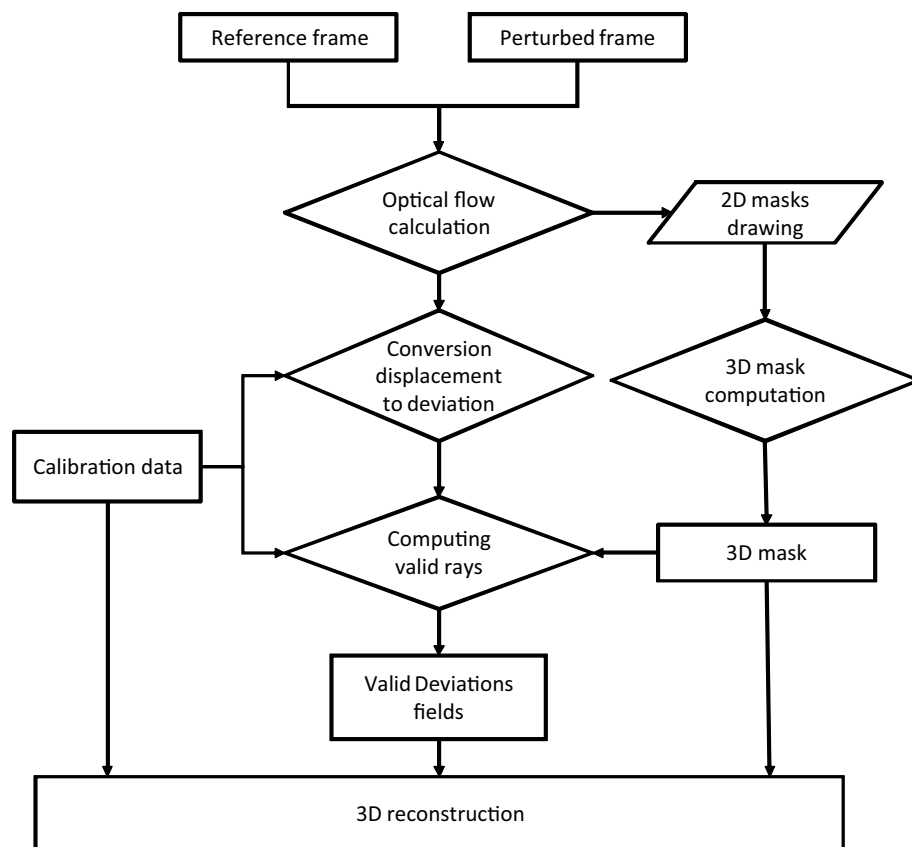 Reference frame
Perturbed frame
Optical flow
calculation
2D masks
drawing
Conversion
displacement
to deviation
3D mask
computation
Calibration data
Computing
valid rays
3D mask
Valid Deviations
fields
3D reconstruction